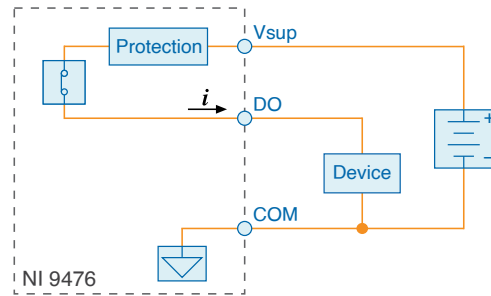 Vsup
Protection
i
DO
+
−
Device
COM
NI 9476